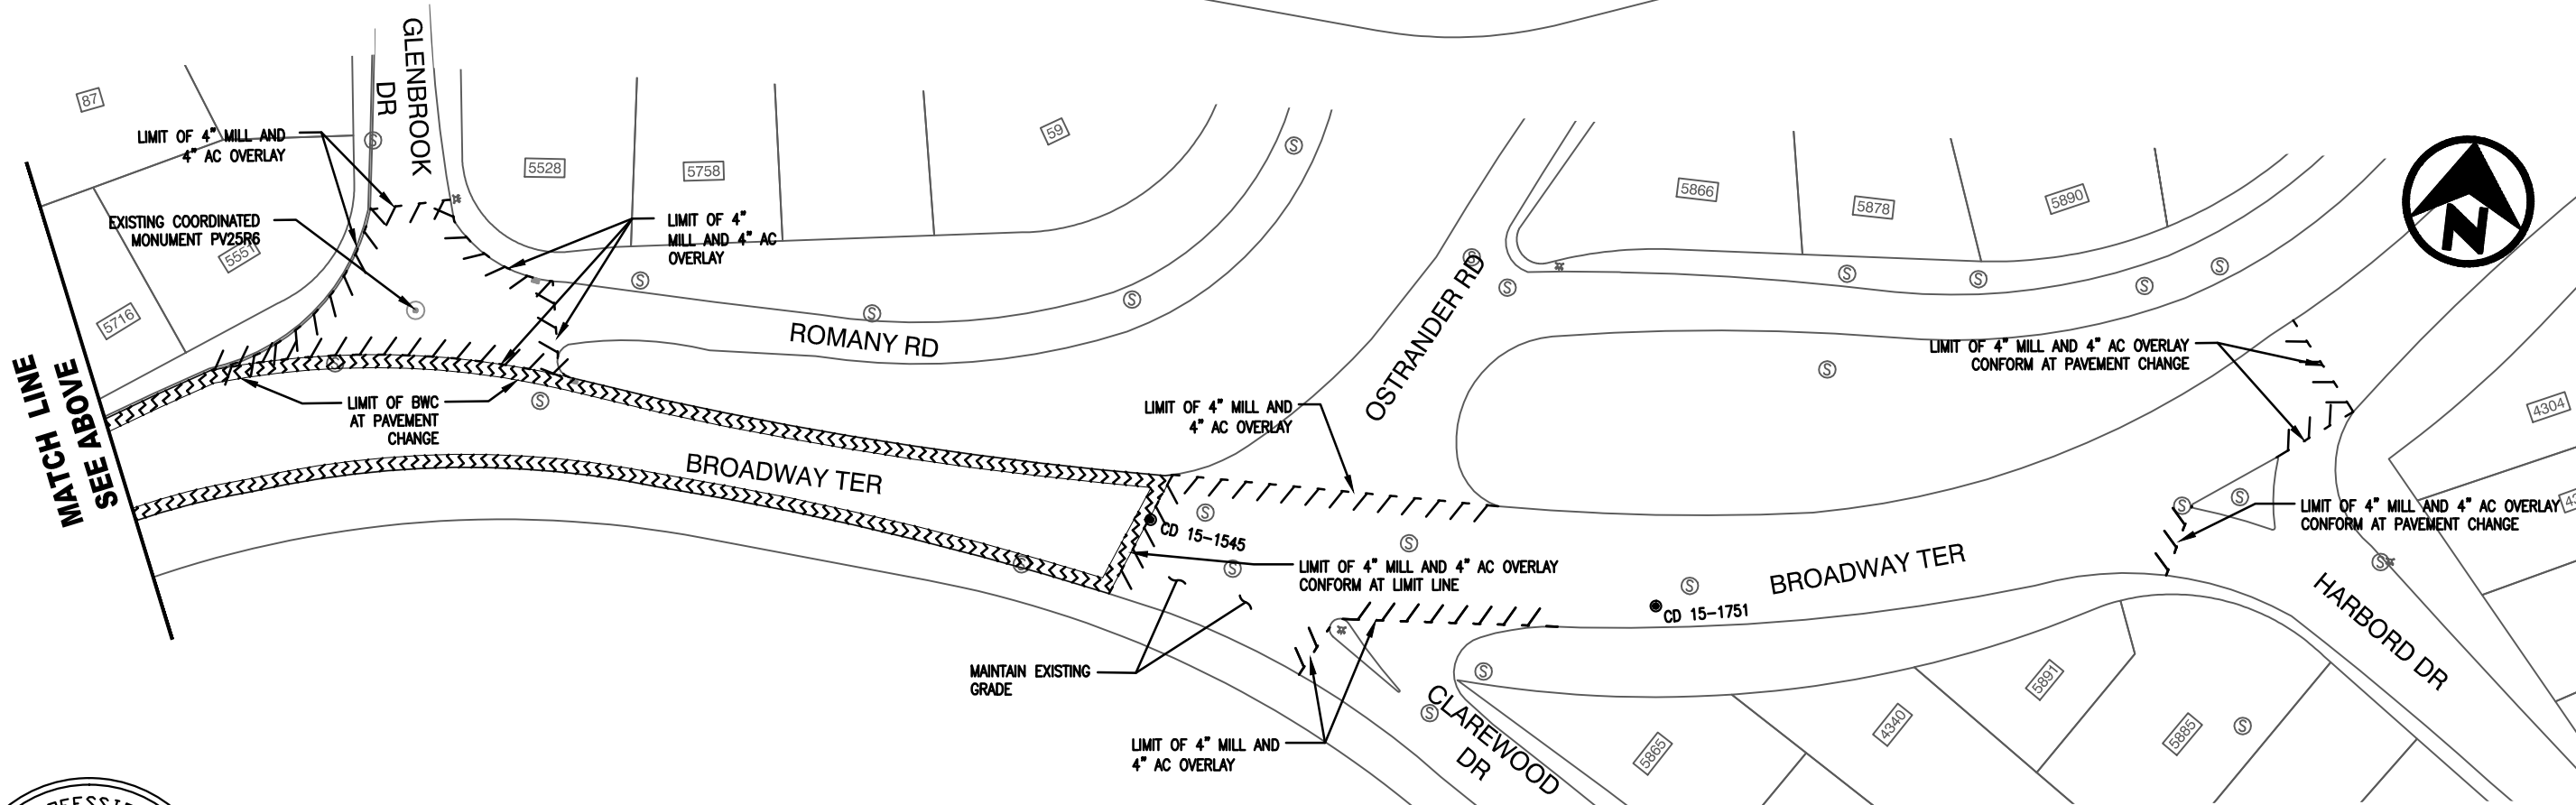 GLENBROOK
DR
87
LIMIT OF 4" MILL AND
4" AC OVERLAY
EXISTING COORDINATED
MONUMENT PV25R6
5551
5716
5528
5758
59
LIMIT OF 4"
MILL AND 4" AC
OVERLAY
ROMANY RD
MATCH LINE
SEE ABOVE
LIMIT OF BWC
AT PAVEMENT
CHANGE
BROADWAY TER
OSTRANDER RD
LIMIT OF 4" MILL AND
4" AC OVERLAY
5866
5878
5890
N
LIMIT OF 4" MILL AND 4" AC OVERLAY
CONFORM AT PAVEMENT CHANGE
4304
LIMIT OF 4" MILL AND 4" AC OVERLAY
CONFORM AT PAVEMENT CHANGE
CD 15-1545
LIMIT OF 4" MILL AND 4" AC OVERLAY
CONFORM AT LIMIT LINE
BROADWAY TER
CD 15-1751
HARBORD DR
MAINTAIN EXISTING
GRADE
LIMIT OF 4" MILL AND
4" AC OVERLAY
CLAREWOOD
DR
5865
4340
5891
5885